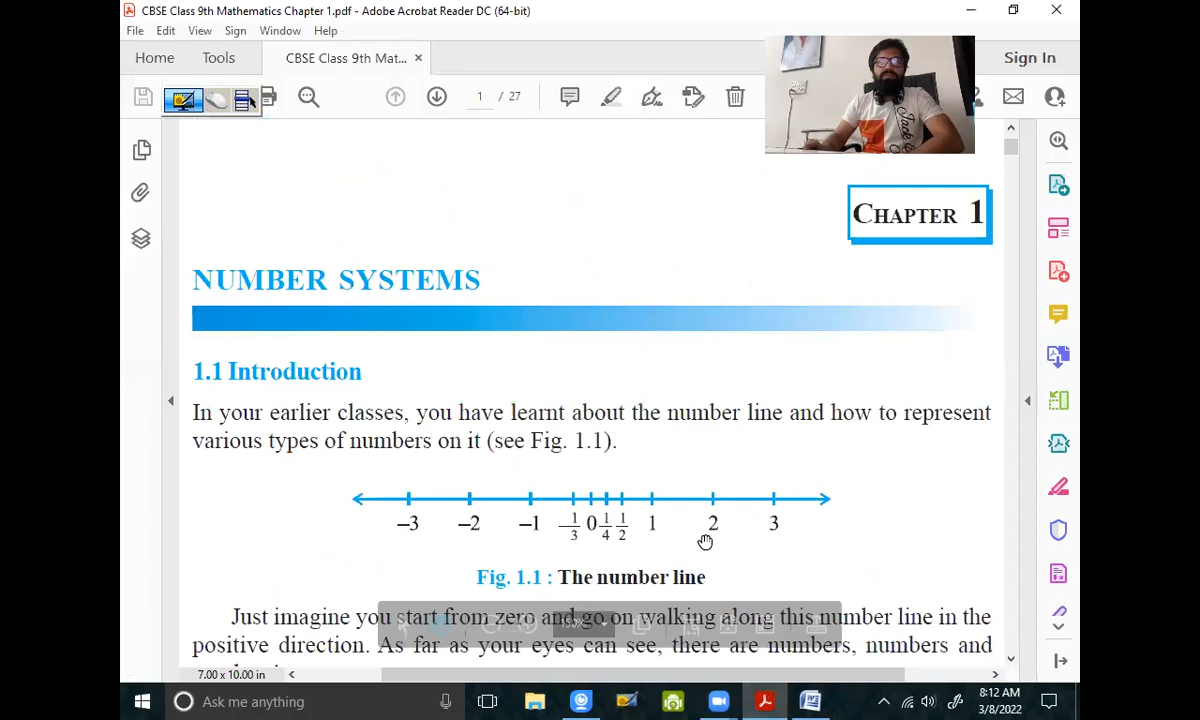 CBSE Class 9th Mathematics Chapter 1.pdf - Adobe Acrobat Reader DC (64-bit)
File Edit View Sign Window Help
Home Tools CBSE Class 9th Mat... × Sign In
1 / 27
CHAPTER 1
NUMBER SYSTEMS
1.1 Introduction
In your earlier classes, you have learnt about the number line and how to represent
various types of numbers on it (see Fig. 1.1).
–3 –2 –1 –1/3 0 1/4 1/2 1 2 3
Fig. 1.1 : The number line
Just imagine you start from zero and go on walking along this number line in the
positive direction. As far as your eyes can see, there are numbers, numbers and
7.00 x 10.00 in
Ask me anything
8:12 AM
3/8/2022